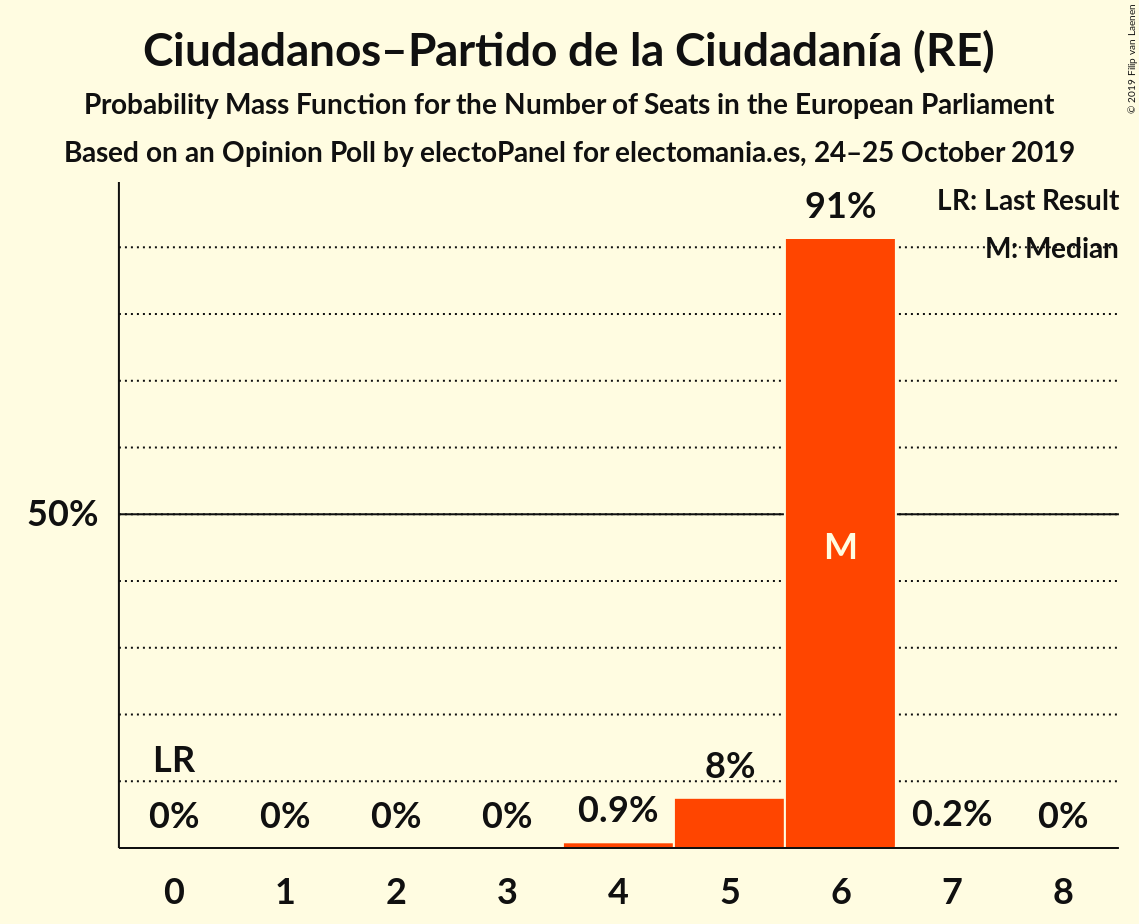 Ciudadanos–Partido de la Ciudadanía (RE)
Probability Mass Function for the Number of Seats in the European Parliament
Based on an Opinion Poll by electoPanel for electomania.es, 24–25 October 2019
© 2019 Filip van Laenen
LR: Last Result
M: Median
91%
50%
M
LR
8%
0% 0% 0% 0% 0.9% 0.2% 0%
0 1 2 3 4 5 6 7 8